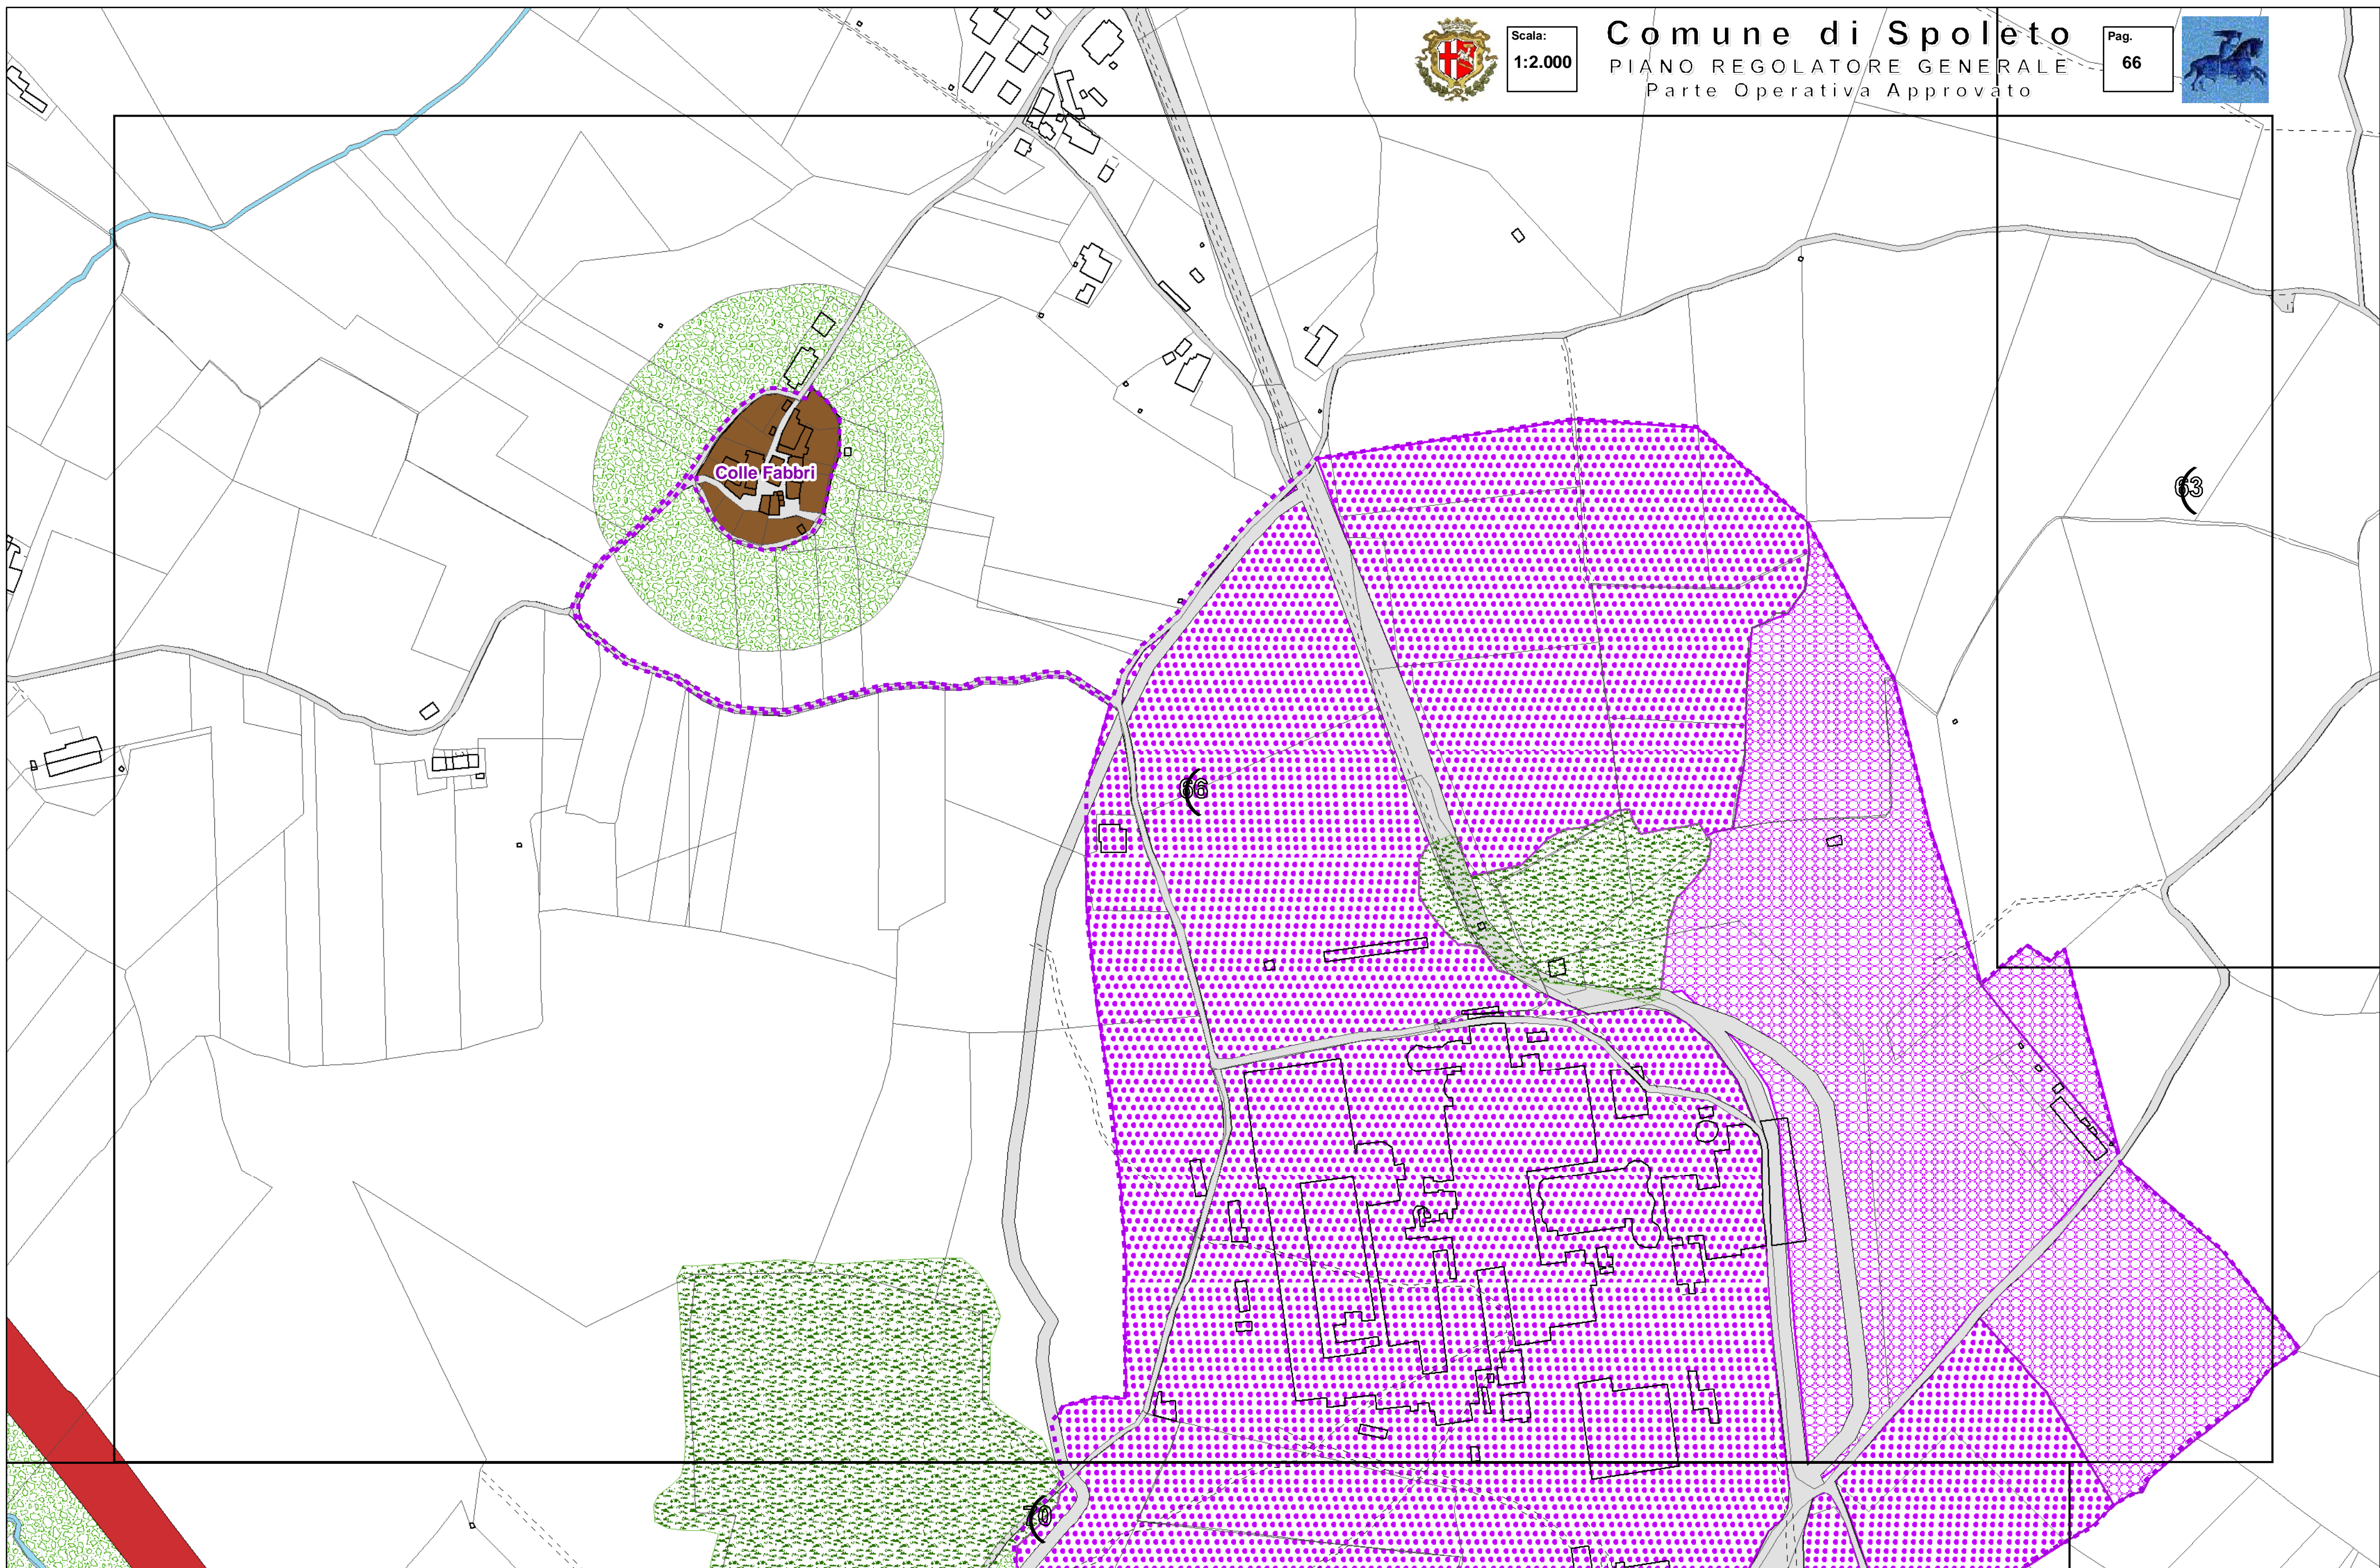 Scala:
1:2.000
Comune di Spoleto
PIANO REGOLATORE GENERALE
Parte Operativa Approvato
Pag.
66
Colle Fabbri
63
66
70